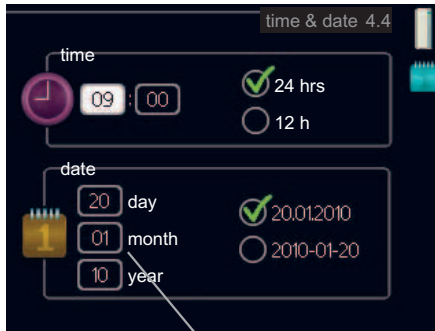 time & date 4.4
time
09 : 00
24 hrs
12 h
date
20 day
01 month
10 year
20.01.2010
2010-01-20
1